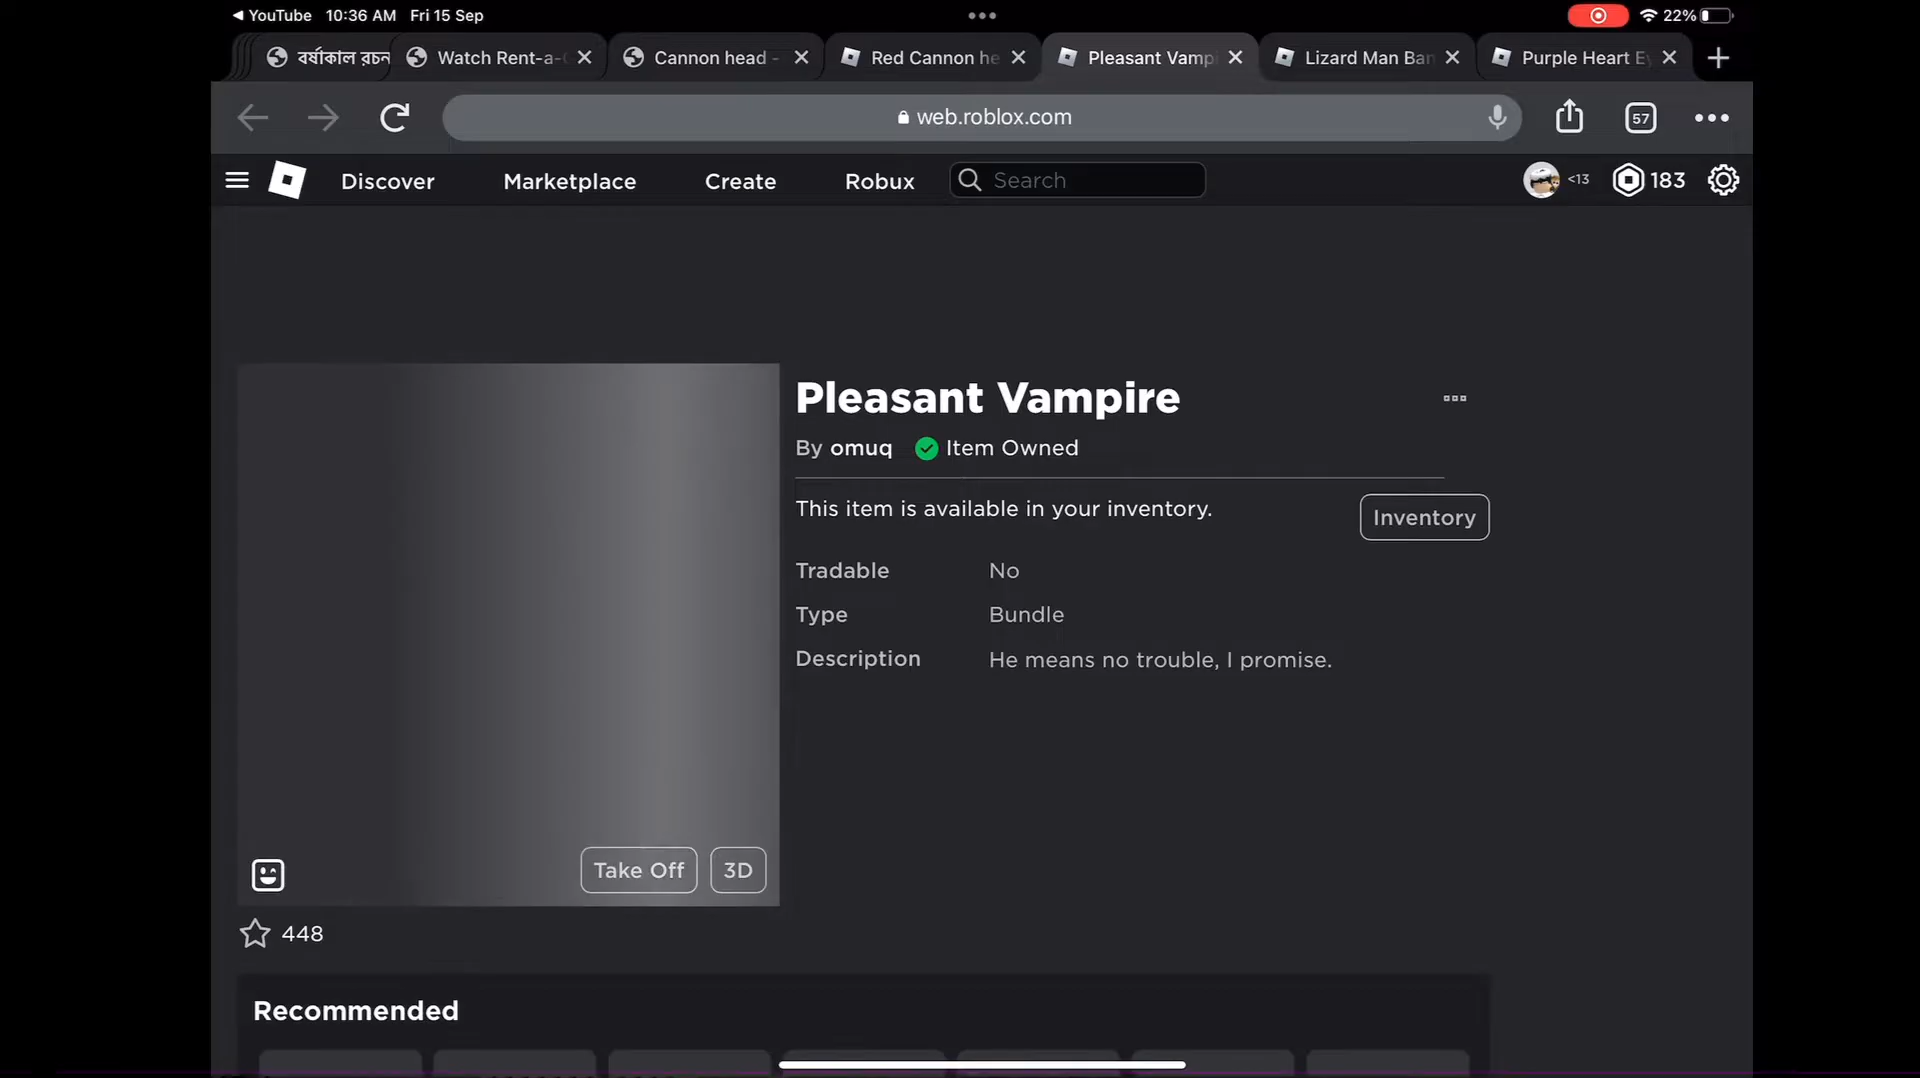 YouTube 10:36 AM Fri 15 Sep 22%
বর্ষাকাল রচন Watch Rent-a- Cannon head - Red Cannon he Pleasant Vamp Lizard Man Ban Purple Heart Ey
web.roblox.com 57
Discover Marketplace Create Robux Search <13 183
Pleasant Vampire
By omuq Item Owned
This item is available in your inventory. Inventory
Tradable No
Type Bundle
Description He means no trouble, I promise.
Take Off 3D
448
Recommended